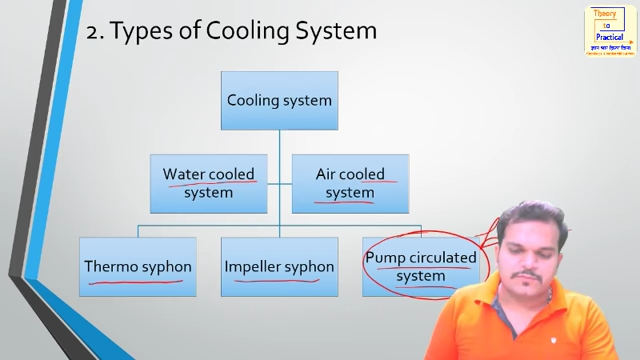 2. Types of Cooling System
Theory
to
Practical
ज्ञान भी दिशा भी
Cooling system
Water cooled
system
Air cooled
system
Thermo syphon
Impeller syphon
Pump circulated
system